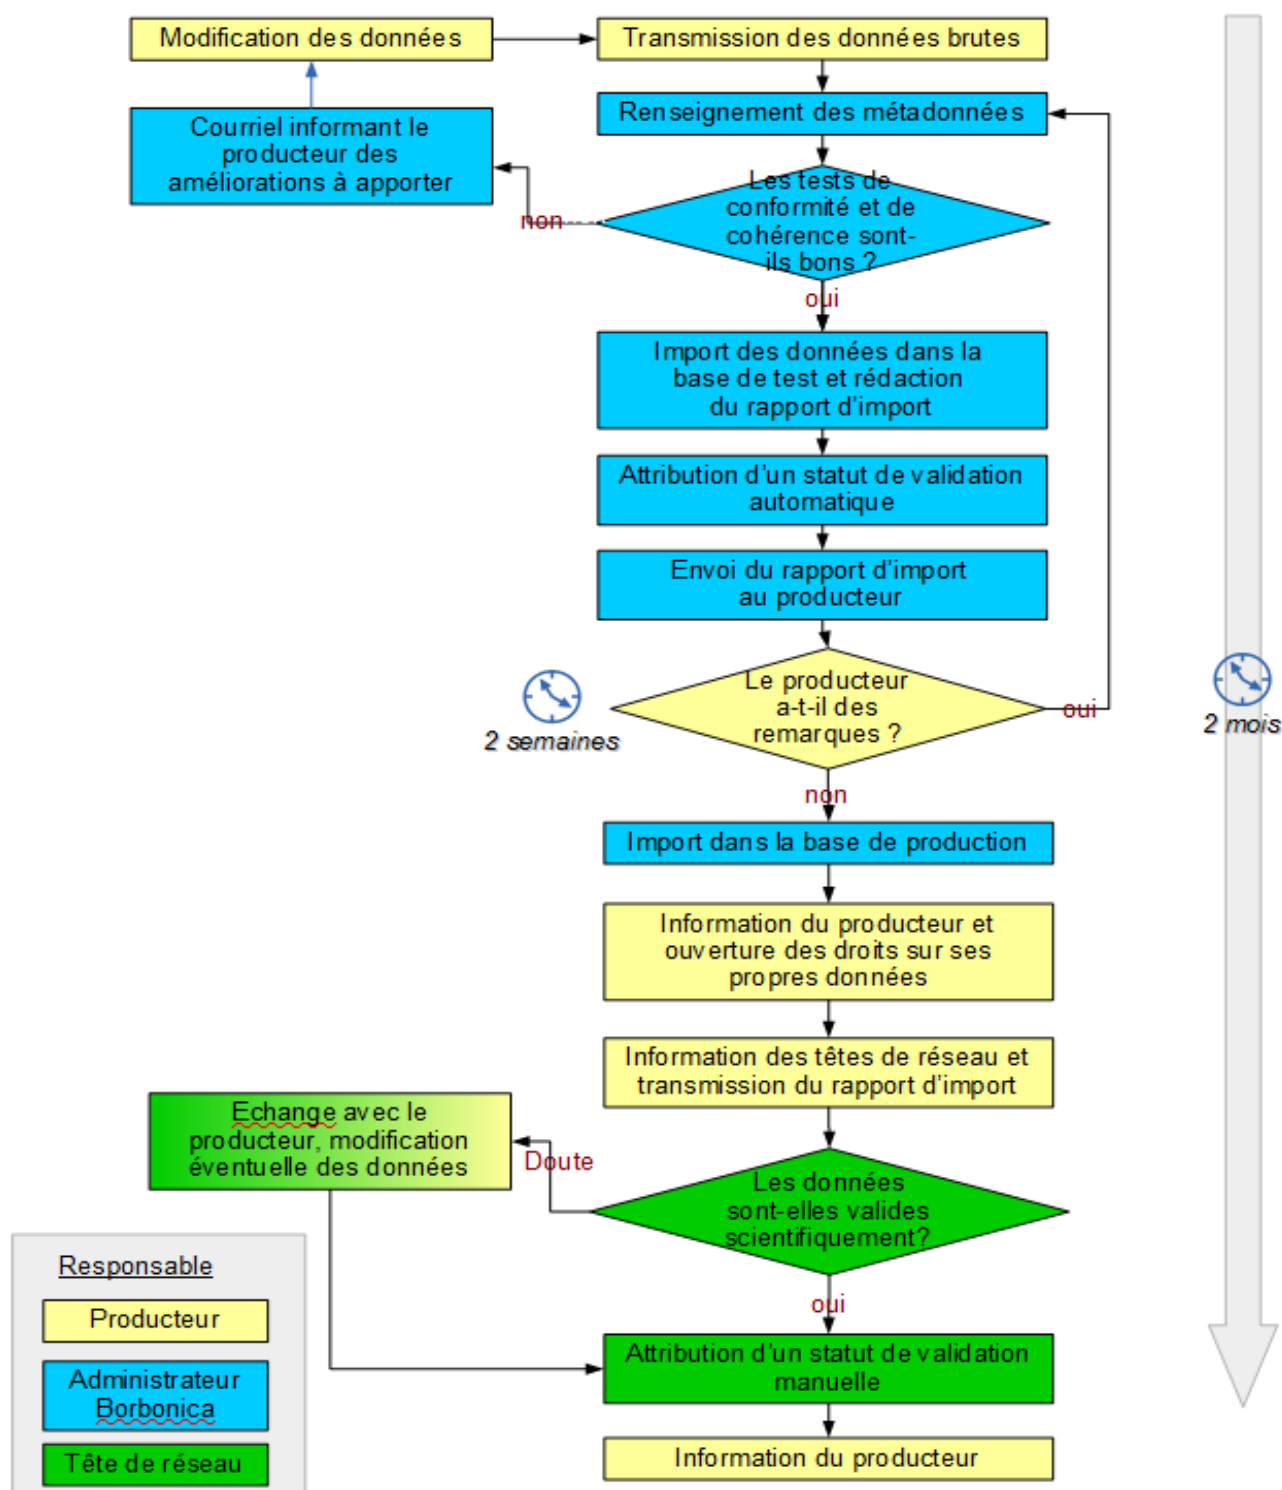 Modification des données
Transmission des données brutes
Renseignement des métadonnées
Courriel informant le
producteur des
améliorations à apporter
Les tests de
conformité et de
cohérence sont-
ils bons ?
non
oui
Import des données dans la
base de test et rédaction
du rapport d'import
Attribution d'un statut de validation
automatique
Envoi du rapport d'import
au producteur
Le producteur
a-t-il des
remarques ?
oui
2 semaines
2 mois
non
Import dans la base de production
Information du producteur et
ouverture des droits sur ses
propres données
Information des têtes de réseau et
transmission du rapport d'import
Echange avec le
producteur, modification
éventuelle des données
Doute
Les données
sont-elles valides
scientifiquement?
oui
Attribution d'un statut de validation
manuelle
Information du producteur
Responsable
Producteur
Administrateur
Borbonica
Tête de réseau